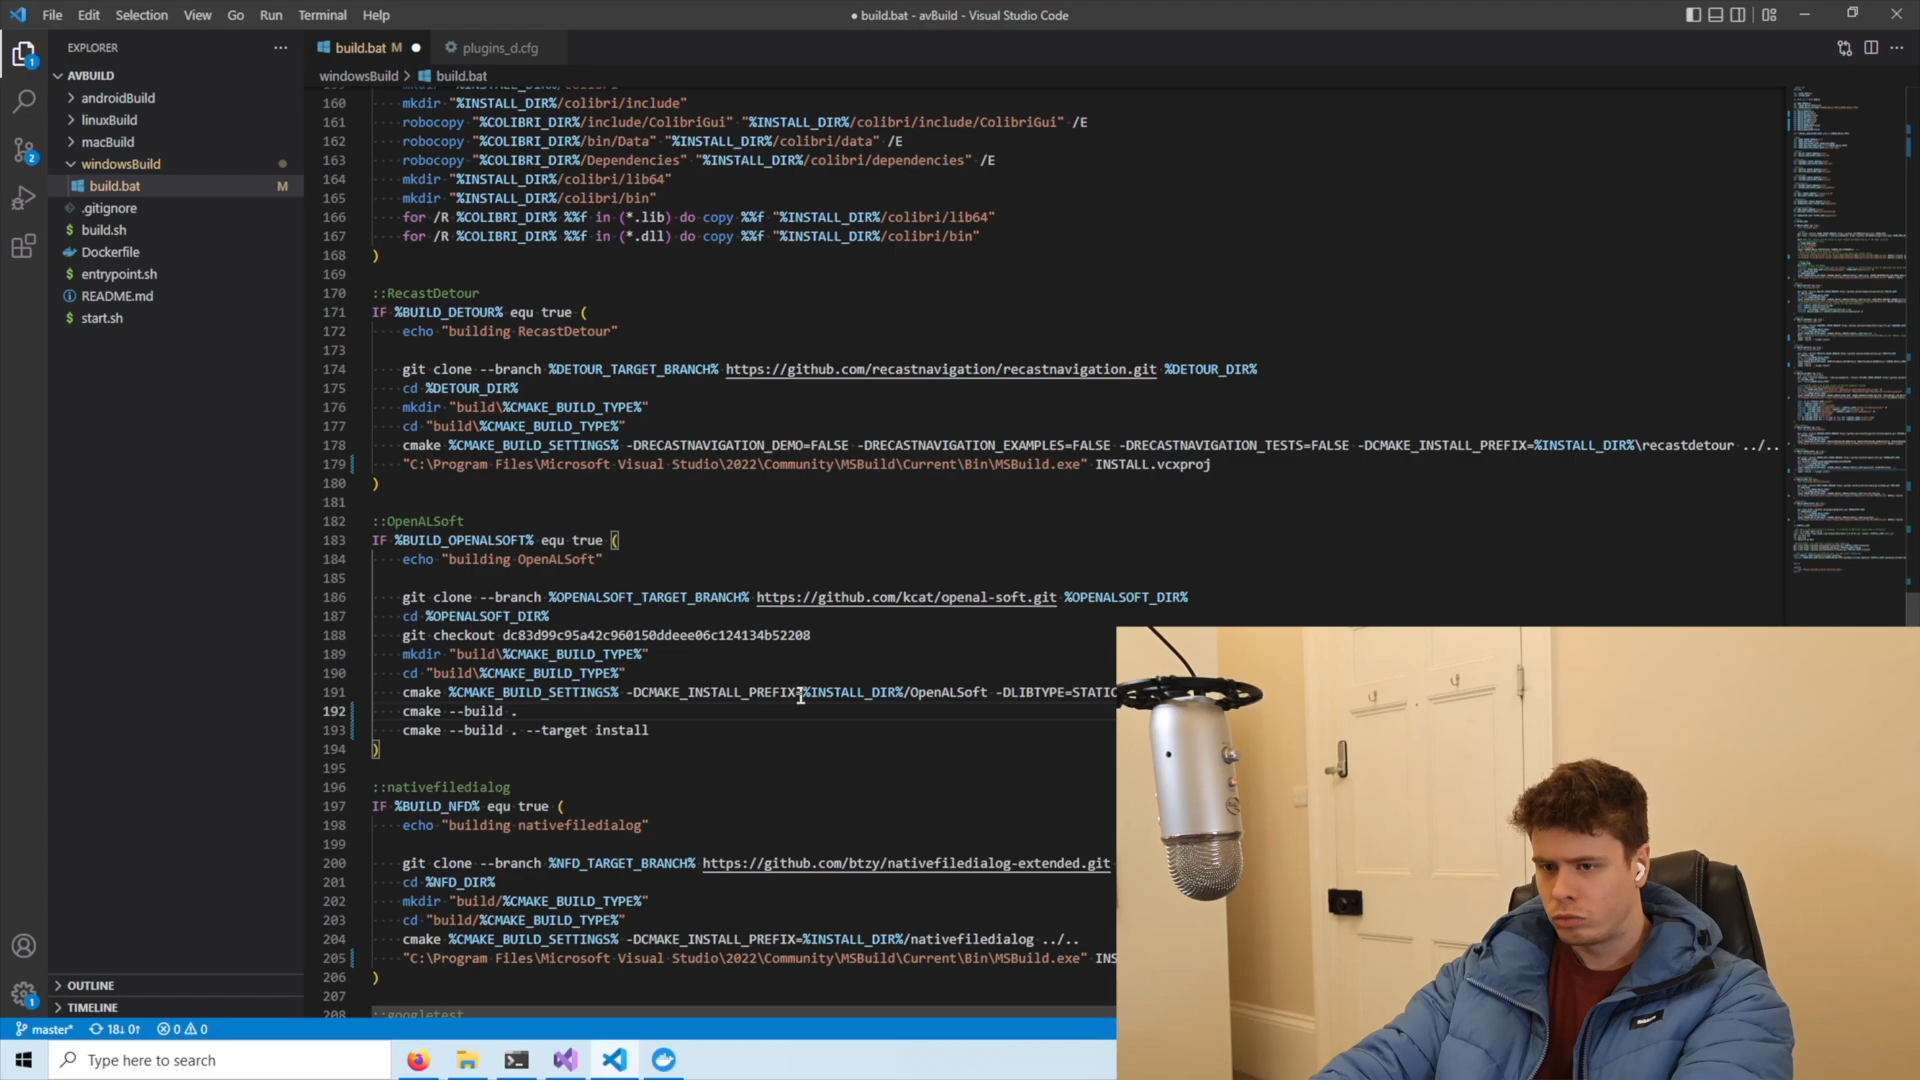 File Edit Selection View Go Run Terminal Help
● build.bat - avBuild - Visual Studio Code
EXPLORER
AVBUILD
androidBuild
linuxBuild
macBuild
windowsBuild
build.bat M
.gitignore
build.sh
Dockerfile
entrypoint.sh
README.md
start.sh
OUTLINE
TIMELINE
build.bat M
plugins_d.cfg
windowsBuild > build.bat
160 mkdir "%INSTALL_DIR%/colibri/include"
161 robocopy "%COLIBRI_DIR%/include/ColibriGui" "%INSTALL_DIR%/colibri/include/ColibriGui" /E
162 robocopy "%COLIBRI_DIR%/bin/Data" "%INSTALL_DIR%/colibri/data" /E
163 robocopy "%COLIBRI_DIR%/Dependencies" "%INSTALL_DIR%/colibri/dependencies" /E
164 mkdir "%INSTALL_DIR%/colibri/lib64"
165 mkdir "%INSTALL_DIR%/colibri/bin"
166 for /R %COLIBRI_DIR% %%f in (*.lib) do copy %%f "%INSTALL_DIR%/colibri/lib64"
167 for /R %COLIBRI_DIR% %%f in (*.dll) do copy %%f "%INSTALL_DIR%/colibri/bin"
168 )
169
170 ::RecastDetour
171 IF %BUILD_DETOUR% equ true (
172 echo "building RecastDetour"
173
174 git clone --branch %DETOUR_TARGET_BRANCH% https://github.com/recastnavigation/recastnavigation.git %DETOUR_DIR%
175 cd %DETOUR_DIR%
176 mkdir "build\%CMAKE_BUILD_TYPE%"
177 cd "build\%CMAKE_BUILD_TYPE%"
178 cmake %CMAKE_BUILD_SETTINGS% -DRECASTNAVIGATION_DEMO=FALSE -DRECASTNAVIGATION_EXAMPLES=FALSE -DRECASTNAVIGATION_TESTS=FALSE -DCMAKE_INSTALL_PREFIX=%INSTALL_DIR%\recastdetour ../..
179 "C:\Program Files\Microsoft Visual Studio\2022\Community\MSBuild\Current\Bin\MSBuild.exe" INSTALL.vcxproj
180 )
181
182 ::OpenALSoft
183 IF %BUILD_OPENALSOFT% equ true (
184 echo "building OpenALSoft"
185
186 git clone --branch %OPENALSOFT_TARGET_BRANCH% https://github.com/kcat/openal-soft.git %OPENALSOFT_DIR%
187 cd %OPENALSOFT_DIR%
188 git checkout dc83d99c95a42c960150ddeee06c124134b52208
189 mkdir "build\%CMAKE_BUILD_TYPE%"
190 cd "build\%CMAKE_BUILD_TYPE%"
191 cmake %CMAKE_BUILD_SETTINGS% -DCMAKE_INSTALL_PREFIX=%INSTALL_DIR%/OpenALSoft -DLIBTYPE=STATIC
192 cmake --build .
193 cmake --build . --target install
194 )
195
196 ::nativefiledialog
197 IF %BUILD_NFD% equ true (
198 echo "building nativefiledialog"
199
200 git clone --branch %NFD_TARGET_BRANCH% https://github.com/btzy/nativefiledialog-extended.git
201 cd %NFD_DIR%
202 mkdir "build/%CMAKE_BUILD_TYPE%"
203 cd "build/%CMAKE_BUILD_TYPE%"
204 cmake %CMAKE_BUILD_SETTINGS% -DCMAKE_INSTALL_PREFIX=%INSTALL_DIR%/nativefiledialog ../..
205 "C:\Program Files\Microsoft Visual Studio\2022\Community\MSBuild\Current\Bin\MSBuild.exe" INS
206 )
207
208 ::googletest
master* 18↓ 0↑ 0 0
Type here to search